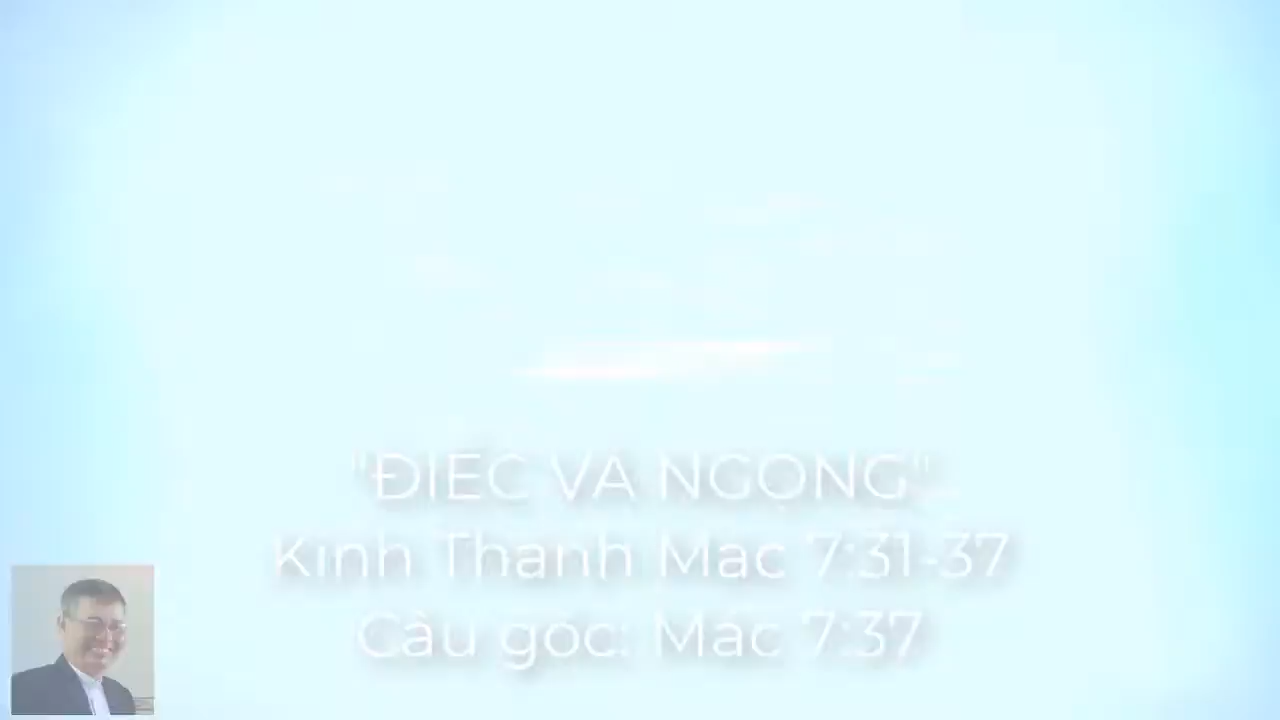 "ĐIẾC VÀ NGỌNG"
Kinh Thánh Mác 7:31-37
Câu gốc: Mác 7:37